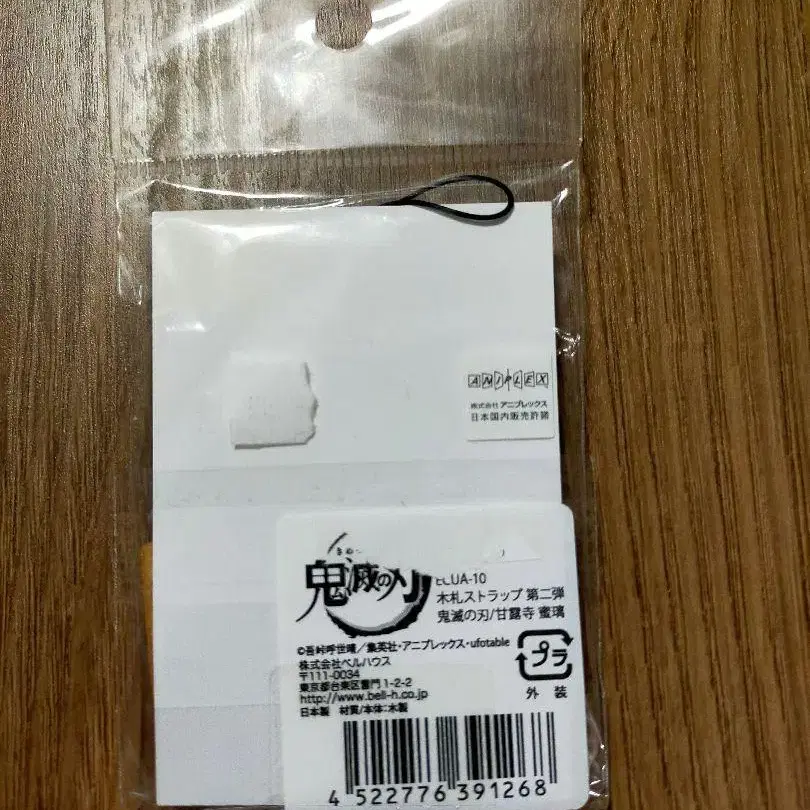 ANIPLEX
株式会社 アニプレックス
日本国内販売許諾
鬼滅の刃
ECUA-10
木札ストラップ 第二弾
鬼滅の刃/甘露寺 蜜璃
©吾峠呼世晴／集英社・アニプレックス・ufotable
株式会社ベルハウス
〒111-0034
東京都台東区雷門1-2-2
http://www.bell-h.co.jp
日本製 材質/本体:木製
プラ
外装
4 522776 391268